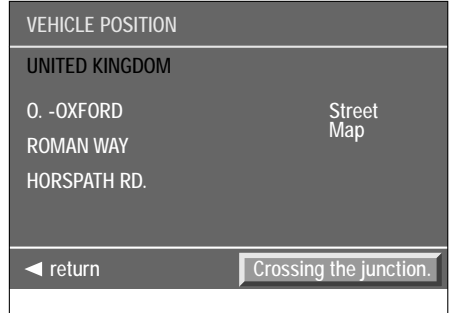 VEHICLE POSITION
UNITED KINGDOM
O. -OXFORD
ROMAN WAY
HORSPATH RD.
Street
Map
◄ return
Crossing the junction.